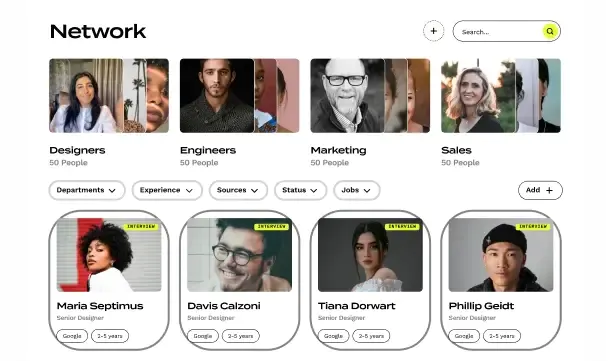 Network
+
Search...
Designers
50 People
Engineers
50 People
Marketing
50 People
Sales
50 People
Departments
Experience
Sources
Status
Jobs
Add +
INTERVIEW
Maria Septimus
Senior Designer
Google
2-5 years
INTERVIEW
Davis Calzoni
Senior Designer
Google
2-5 years
INTERVIEW
Tiana Dorwart
Senior Designer
Google
2-5 years
INTERVIEW
Phillip Geidt
Senior Designer
Google
2-5 years